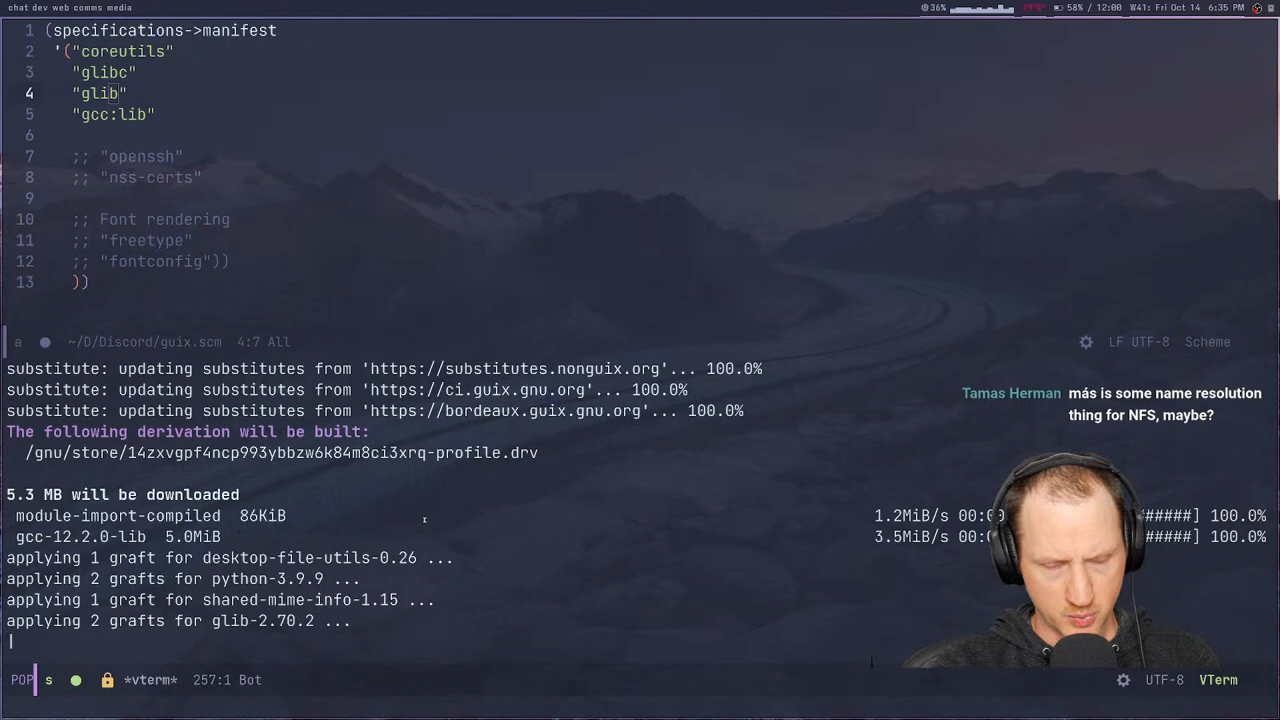 chat dev web comms media
36% 58% / 12:00 W41: Fri Oct 14 6:35 PM
1 (specifications->manifest
2 '("coreutils"
3 "glibc"
4 "glib"
5 "gcc:lib"
6
7 ;; "openssh"
8 ;; "nss-certs"
9
10 ;; Font rendering
11 ;; "freetype"
12 ;; "fontconfig"))
13 ))
a ~/D/Discord/guix.scm 4:7 All LF UTF-8 Scheme
substitute: updating substitutes from 'https://substitutes.nonguix.org'... 100.0%
substitute: updating substitutes from 'https://ci.guix.gnu.org'... 100.0%
substitute: updating substitutes from 'https://bordeaux.guix.gnu.org'... 100.0%
Tamas Herman más is some name resolution
thing for NFS, maybe?
The following derivation will be built:
/gnu/store/14zxvgpf4ncp993ybbzw6k84m8ci3xrq-profile.drv
5.3 MB will be downloaded
module-import-compiled 86KiB 1.2MiB/s 00:0 #####] 100.0%
gcc-12.2.0-lib 5.0MiB 3.5MiB/s 00: #####] 100.0%
applying 1 graft for desktop-file-utils-0.26 ...
applying 2 grafts for python-3.9.9 ...
applying 1 graft for shared-mime-info-1.15 ...
applying 2 grafts for glib-2.70.2 ...
POP s *vterm* 257:1 Bot UTF-8 VTerm